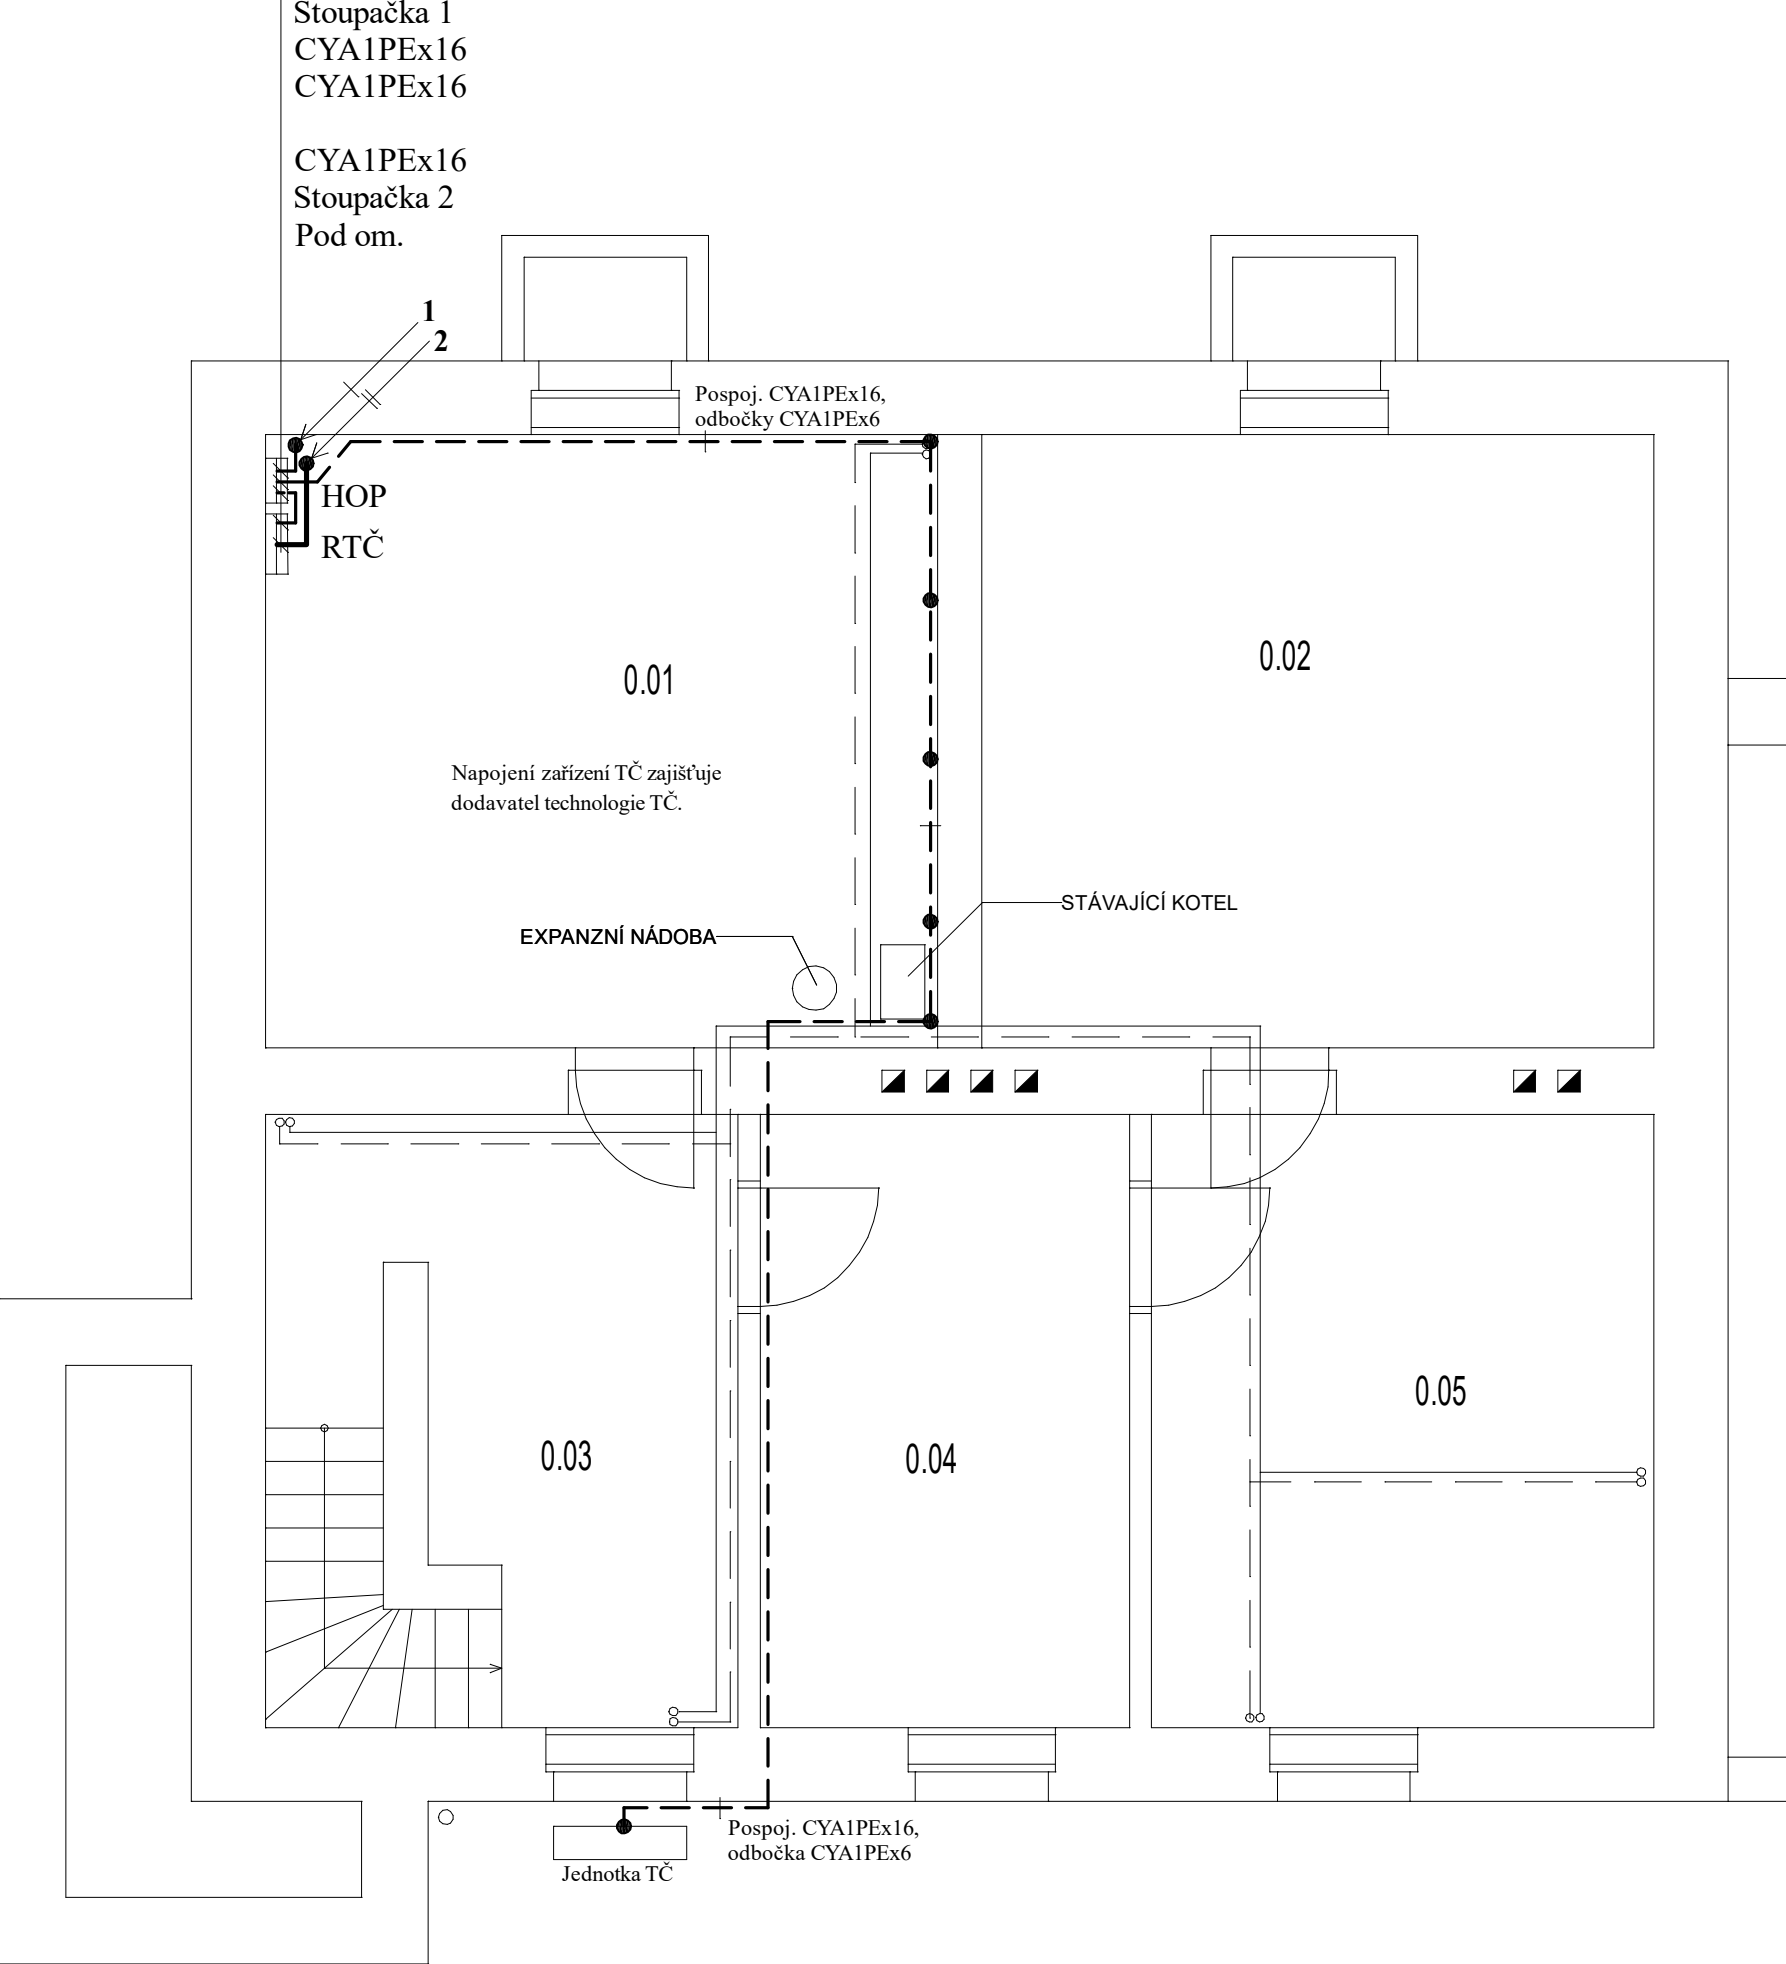 Stoupačka 1
CYA1PEx16
CYA1PEx16
CYA1PEx16
Stoupačka 2
Pod om.
1
2
Pospoj. CYA1PEx16,
odbočky CYA1PEx6
HOP
RTČ
0.01
0.02
Napojení zařízení TČ zajišťuje
dodavatel technologie TČ.
STÁVAJÍCÍ KOTEL
EXPANZNÍ NÁDOBA
0.03
0.04
0.05
Pospoj. CYA1PEx16,
odbočka CYA1PEx6
Jednotka TČ